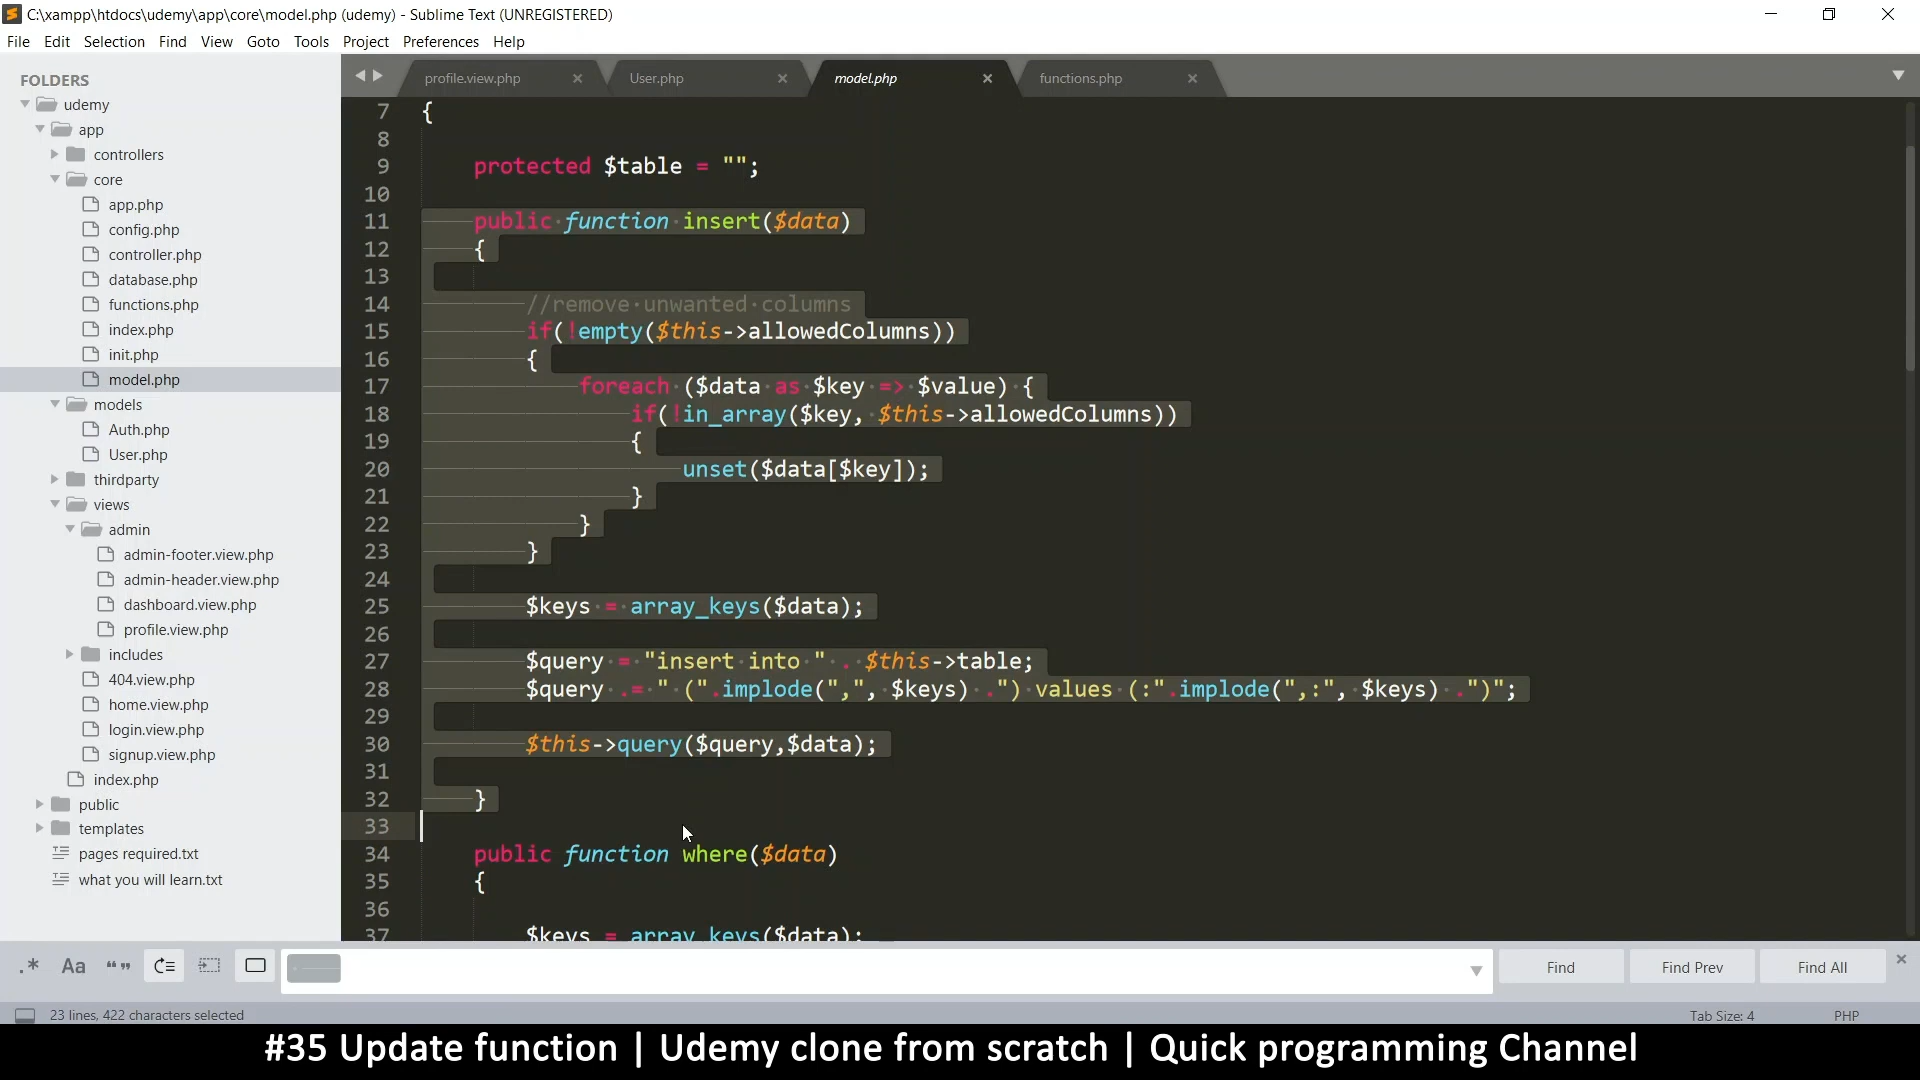 C:\xampp\htdocs\udemy\app\core\model.php (udemy) - Sublime Text (UNREGISTERED)
File Edit Selection Find View Goto Tools Project Preferences Help
FOLDERS
udemy
app
controllers
core
app.php
config.php
controller.php
database.php
functions.php
index.php
init.php
model.php
models
Auth.php
User.php
thirdparty
views
admin
admin-footer.view.php
admin-header.view.php
dashboard.view.php
profile.view.php
includes
404.view.php
home.view.php
login.view.php
signup.view.php
index.php
public
templates
pages required.txt
what you will learn.txt
profile.view.php User.php model.php functions.php
7 {
8
9 protected $table = "";
10
11 public function insert($data)
12 {
13
14 //remove unwanted columns
15 if(!empty($this->allowedColumns))
16 {
17 foreach ($data as $key => $value) {
18 if(!in_array($key, $this->allowedColumns))
19 {
20 unset($data[$key]);
21 }
22 }
23 }
24
25 $keys = array_keys($data);
26
27 $query = "insert into " . $this->table;
28 $query .= " (".implode(",", $keys) .") values (:".implode(",:", $keys) .")";
29
30 $this->query($query,$data);
31
32 }
33
34 public function where($data)
35 {
36
37 $keys = array_keys($data);
.* Aa “ ” Find Find Prev Find All
23 lines, 422 characters selected Tab Size: 4 PHP
#35 Update function | Udemy clone from scratch | Quick programming Channel